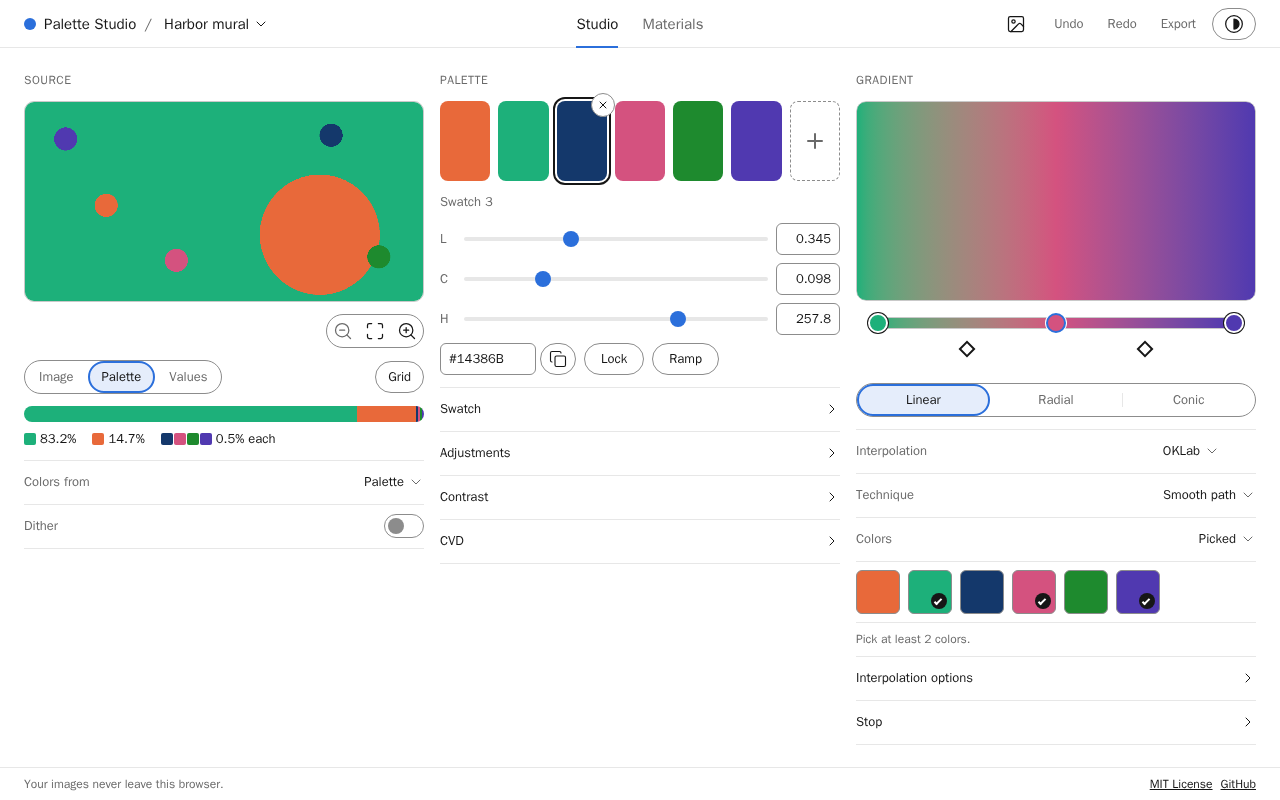 Palette Studio / Harbor mural
Studio Materials
Undo Redo Export
SOURCE
Image Palette Values Grid
83.2% 14.7% 0.5% each
Colors from Palette
Dither
PALETTE
Swatch 3
L 0.345
C 0.098
H 257.8
#14386B Lock Ramp
Swatch
Adjustments
Contrast
CVD
GRADIENT
Linear Radial Conic
Interpolation OKLab
Technique Smooth path
Colors Picked
Pick at least 2 colors.
Interpolation options
Stop
Your images never leave this browser.
MIT License GitHub